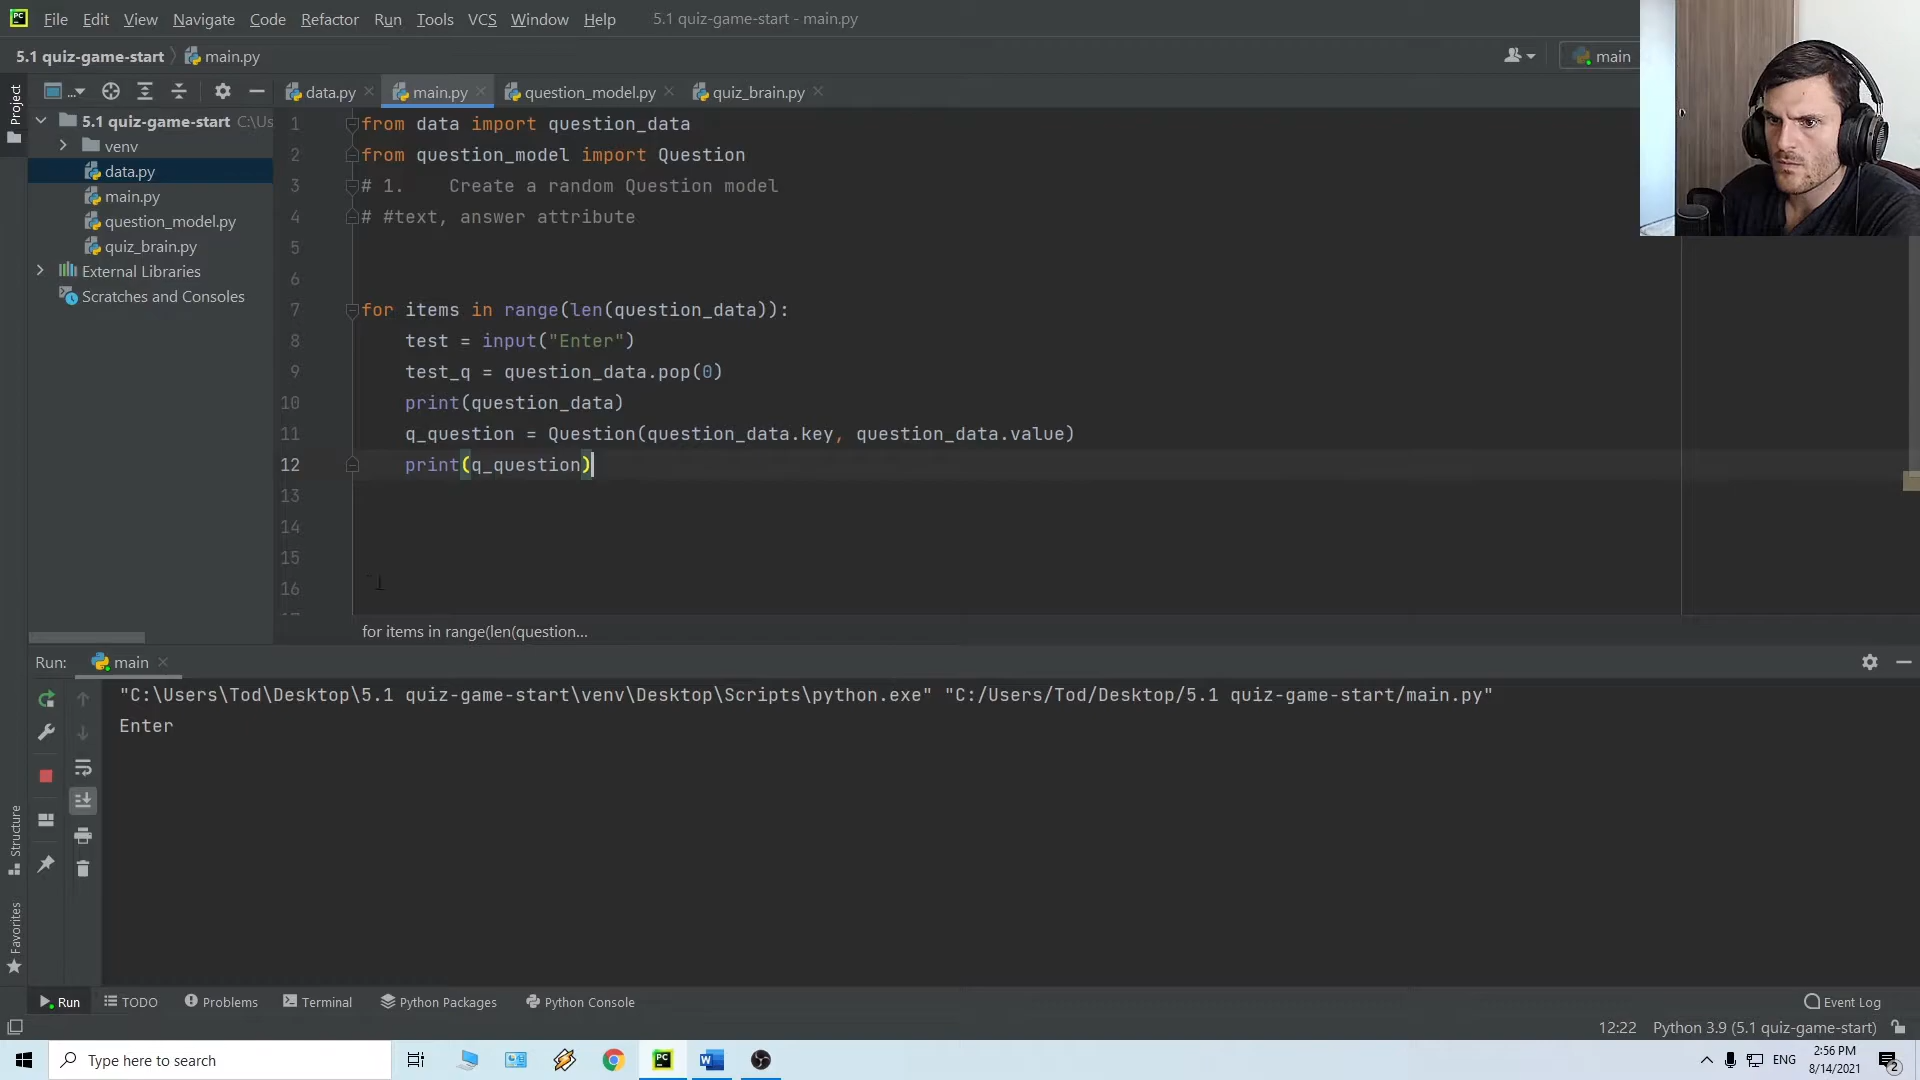 PC File Edit View Navigate Code Refactor Run Tools VCS Window Help 5.1 quiz-game-start - main.py
5.1 quiz-game-start main.py main
Project ... data.py main.py question_model.py quiz_brain.py
5.1 quiz-game-start C:\Us
venv
data.py
main.py
question_model.py
quiz_brain.py
External Libraries
Scratches and Consoles
1 from data import question_data
2 from question_model import Question
3 # 1. Create a random Question model
4 # #text, answer attribute
5
6
7 for items in range(len(question_data)):
8 test = input("Enter")
9 test_q = question_data.pop(0)
10 print(question_data)
11 q_question = Question(question_data.key, question_data.value)
12 print(q_question)
13
14
15
16
for items in range(len(question...
Run: main
"C:\Users\Tod\Desktop\5.1 quiz-game-start\venv\Desktop\Scripts\python.exe" "C:/Users/Tod/Desktop/5.1 quiz-game-start/main.py"
Enter
Structure
Favorites
Run TODO Problems Terminal Python Packages Python Console Event Log
12:22 Python 3.9 (5.1 quiz-game-start)
Type here to search PC W ENG 2:56 PM
8/14/2021 2